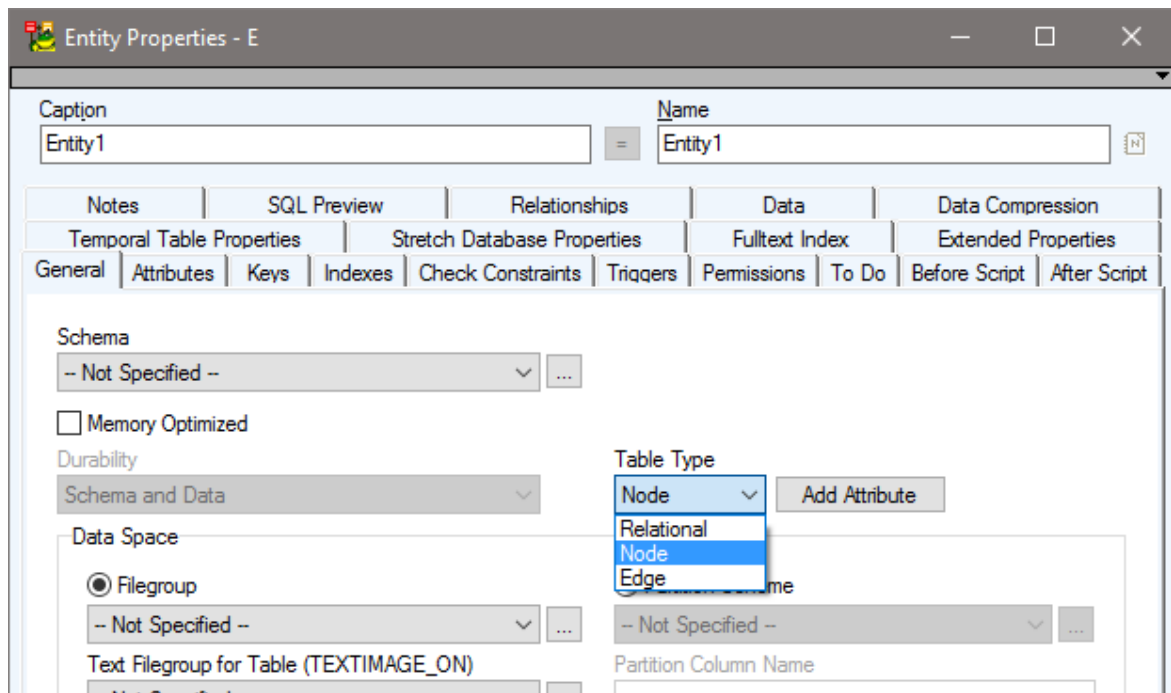 Entity Properties - E
Caption
Name
Entity1
=
Entity1
Notes
SQL Preview
Relationships
Data
Data Compression
Temporal Table Properties
Stretch Database Properties
Fulltext Index
Extended Properties
General
Attributes
Keys
Indexes
Check Constraints
Triggers
Permissions
To Do
Before Script
After Script
Schema
-- Not Specified --
...
Memory Optimized
Durability
Table Type
Schema and Data
Node
Add Attribute
Relational
Node
Edge
Data Space
Filegroup
-- Not Specified --
...
-- Not Specified --
...
Text Filegroup for Table (TEXTIMAGE_ON)
Partition Column Name